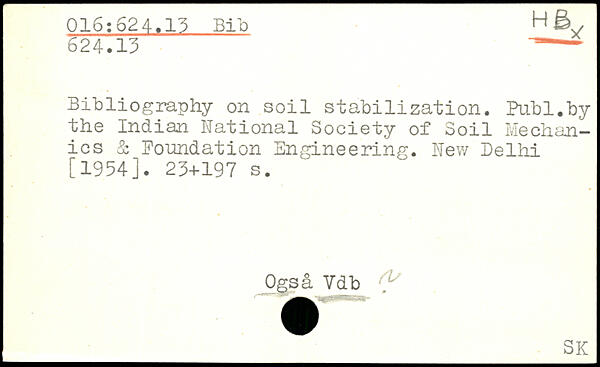 016:624.13 Bib
HBx
624.13
Bibliography on soil stabilization. Publ.by
the Indian National Society of Soil Mechan-
ics & Foundation Engineering. New Delhi
[1954]. 23+197 s.
Også Vdb ?
SK